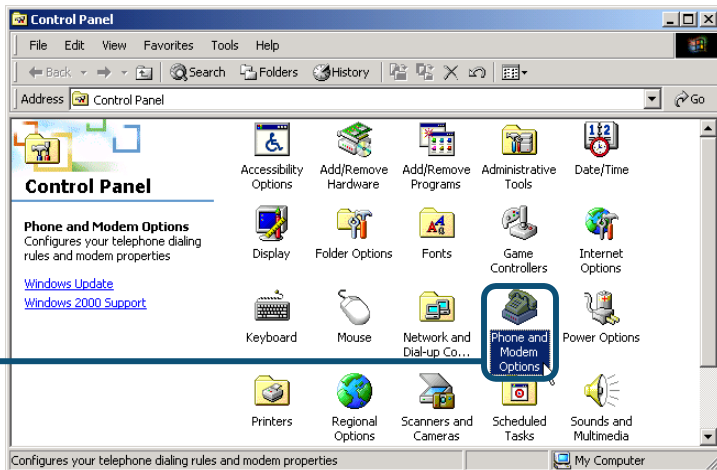 Control Panel
File Edit View Favorites Tools Help
Back Search Folders History
Address Control Panel Go
Control Panel
Phone and Modem Options
Configures your telephone dialing
rules and modem properties
Windows Update
Windows 2000 Support
Accessibility
Options
Add/Remove
Hardware
Add/Remove
Programs
Administrative
Tools
Date/Time
Display
Folder Options
Fonts
Game
Controllers
Internet
Options
Keyboard
Mouse
Network and
Dial-up Co...
Phone and
Modem
Options
Power Options
Printers
Regional
Options
Scanners and
Cameras
Scheduled
Tasks
Sounds and
Multimedia
Configures your telephone dialing rules and modem properties My Computer